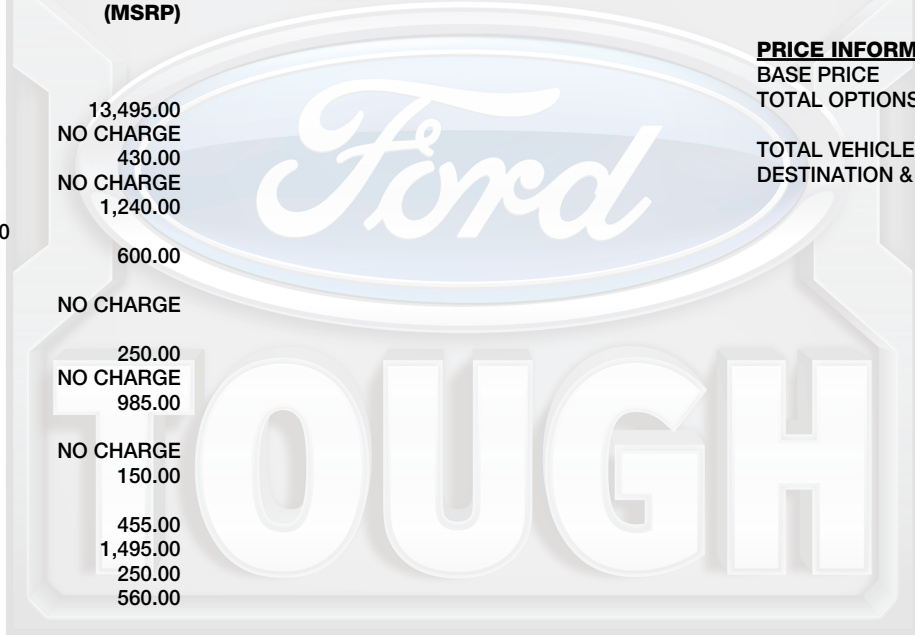 (MSRP)
13,495.00
NO CHARGE
430.00
NO CHARGE
1,240.00
0
600.00
NO CHARGE
250.00
NO CHARGE
985.00
NO CHARGE
150.00
455.00
1,495.00
250.00
560.00
PRICE INFORM
BASE PRICE
TOTAL OPTIONS
TOTAL VEHICLE
DESTINATION &
Ford
TOUGH